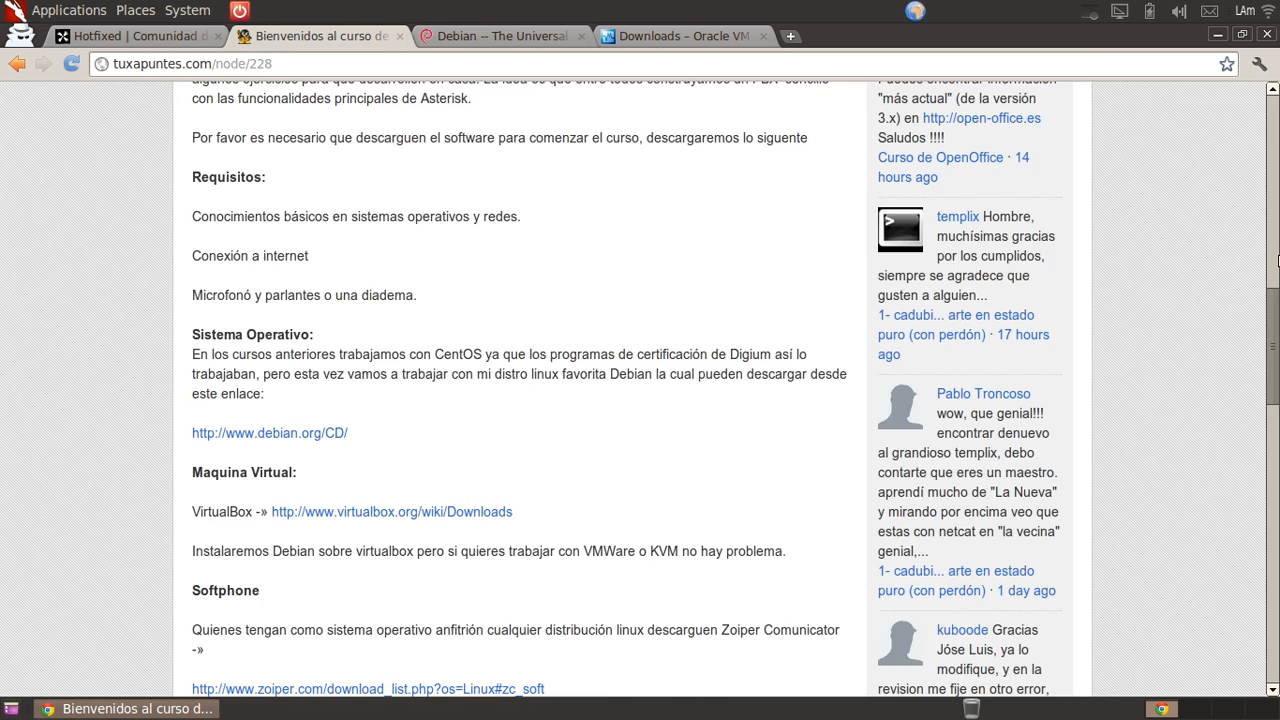 Applications Places System LAm
Hotfixed | Comunidad d
Bienvenidos al curso de
Debian -- The Universal
Downloads – Oracle VM
tuxapuntes.com/node/228
con las funcionalidades principales de Asterisk.
Por favor es necesario que descarguen el software para comenzar el curso, descargaremos lo siguente
Requisitos:
Conocimientos básicos en sistemas operativos y redes.
Conexión a internet
Microfonó y parlantes o una diadema.
Sistema Operativo:
En los cursos anteriores trabajamos con CentOS ya que los programas de certificación de Digium así lo
trabajaban, pero esta vez vamos a trabajar con mi distro linux favorita Debian la cual pueden descargar desde
este enlace:
http://www.debian.org/CD/
Maquina Virtual:
VirtualBox -» http://www.virtualbox.org/wiki/Downloads
Instalaremos Debian sobre virtualbox pero si quieres trabajar con VMWare o KVM no hay problema.
Softphone
Quienes tengan como sistema operativo anfitrión cualquier distribución linux descarguen Zoiper Comunicator
-»
http://www.zoiper.com/download_list.php?os=Linux#zc_soft
"más actual" (de la versión
3.x) en http://open-office.es
Saludos !!!!
Curso de OpenOffice · 14
hours ago
templix Hombre,
muchísimas gracias
por los cumplidos,
siempre se agradece que
gusten a alguien...
1- cadubi... arte en estado
puro (con perdón) · 17 hours
ago
Pablo Troncoso
wow, que genial!!!
encontrar denuevo
al grandioso templix, debo
contarte que eres un maestro.
aprendí mucho de "La Nueva"
y mirando por encima veo que
estas con netcat en "la vecina"
genial,...
1- cadubi... arte en estado
puro (con perdón) · 1 day ago
kuboode Gracias
Jóse Luis, ya lo
modifique, y en la
revision me fije en otro error,
Bienvenidos al curso d...